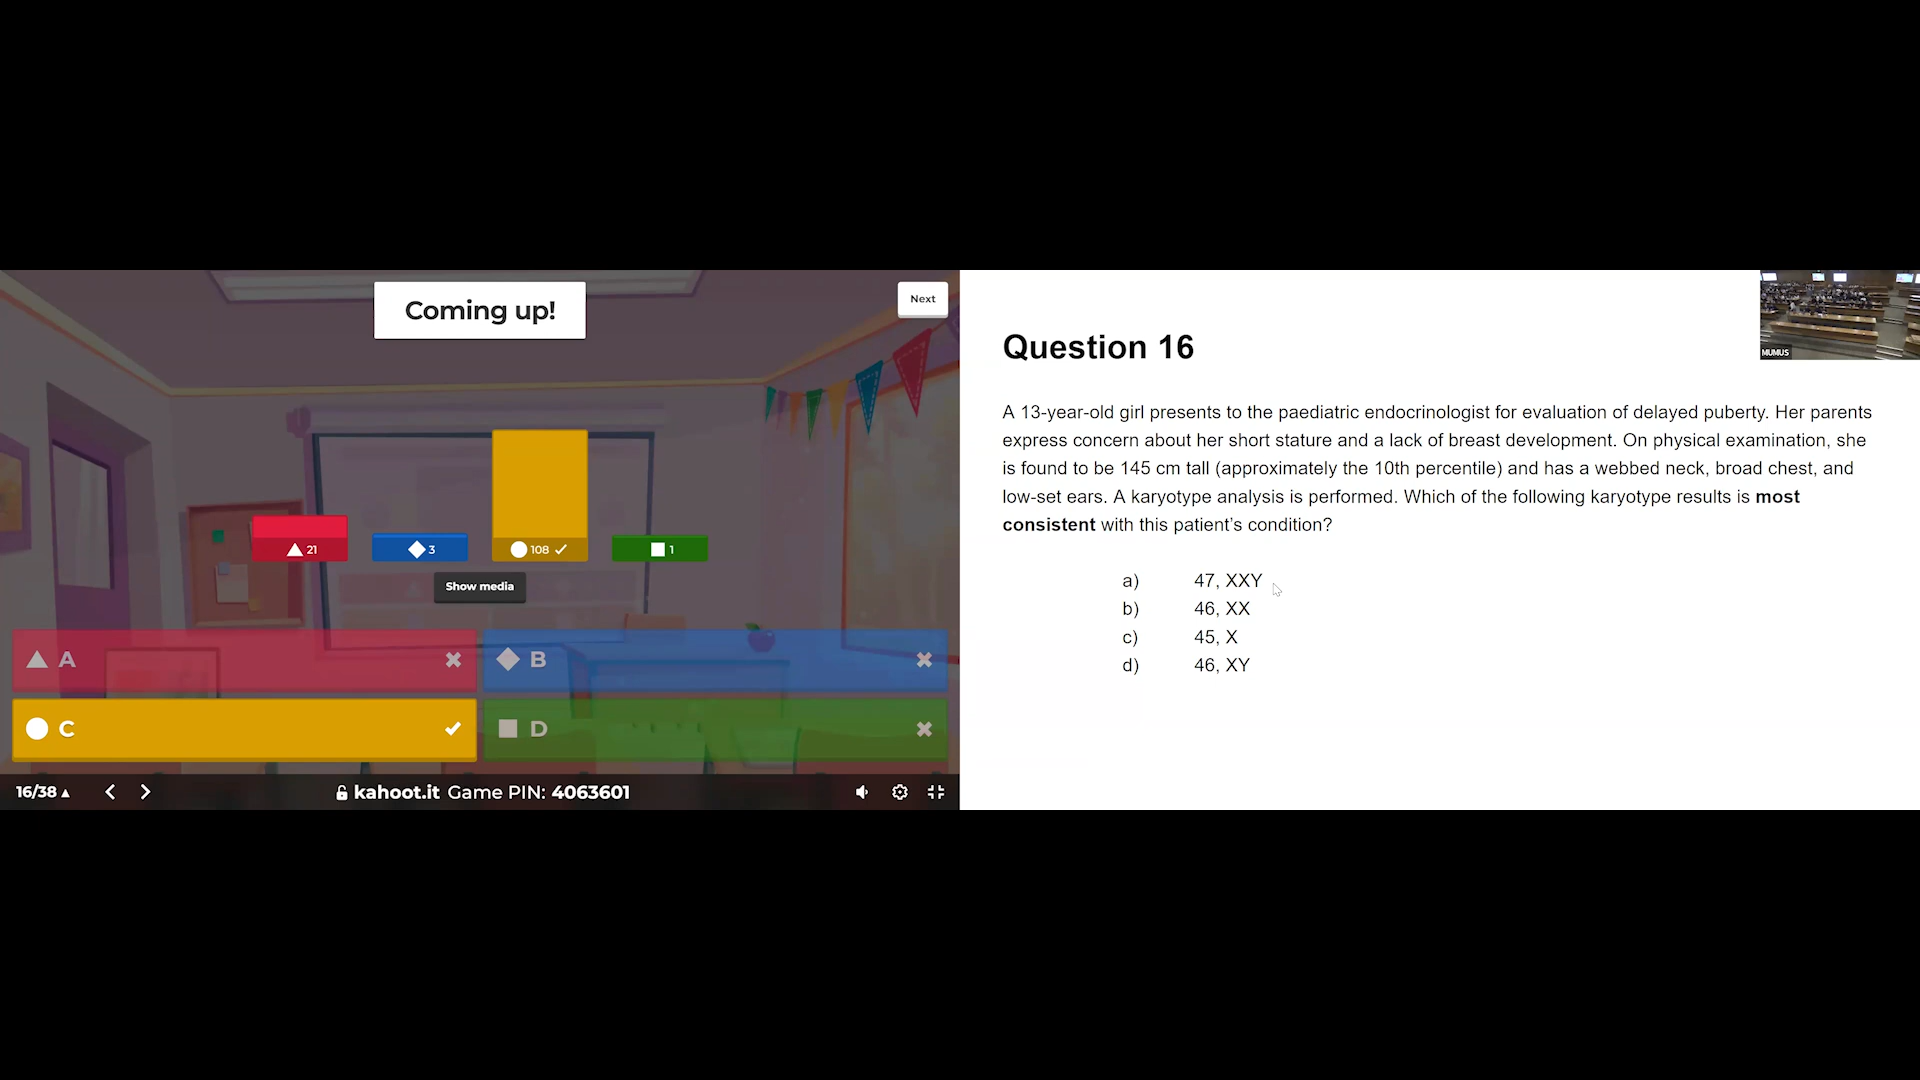 Coming up!
Next
21
3
108
1
Show media
A
B
C
D
16/38
kahoot.it Game PIN: 4063601
MUMUS
Question 16
A 13-year-old girl presents to the paediatric endocrinologist for evaluation of delayed puberty. Her parents
express concern about her short stature and a lack of breast development. On physical examination, she
is found to be 145 cm tall (approximately the 10th percentile) and has a webbed neck, broad chest, and
low-set ears. A karyotype analysis is performed. Which of the following karyotype results is most
consistent with this patient's condition?
a) 47, XXY
b) 46, XX
c) 45, X
d) 46, XY